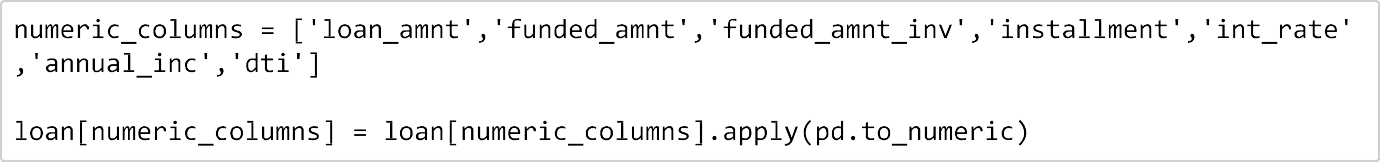 numeric_columns = ['loan_amnt','funded_amnt','funded_amnt_inv','installment','int_rate'
,'annual_inc','dti']
loan[numeric_columns] = loan[numeric_columns].apply(pd.to_numeric)